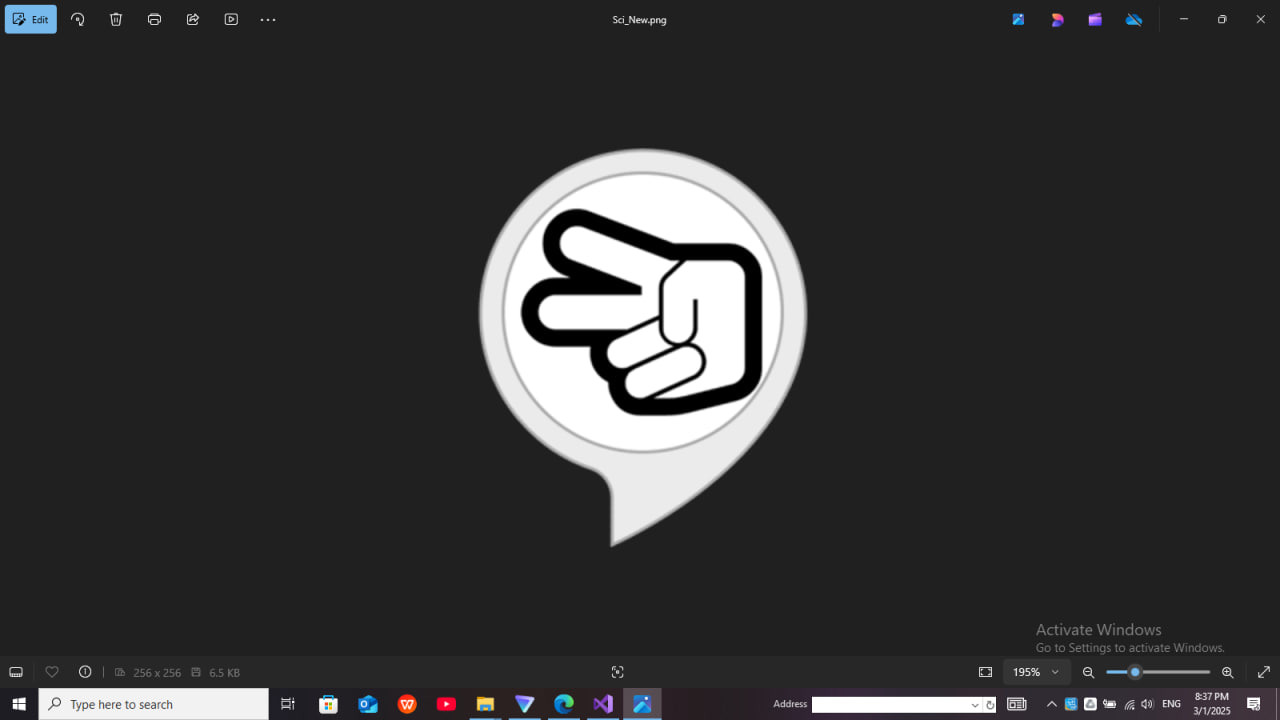 Edit
Sci_New.png
Activate Windows
Go to Settings to activate Windows.
256 x 256
6.5 KB
195%
Type here to search
Address
ENG
8:37 PM
3/1/2025